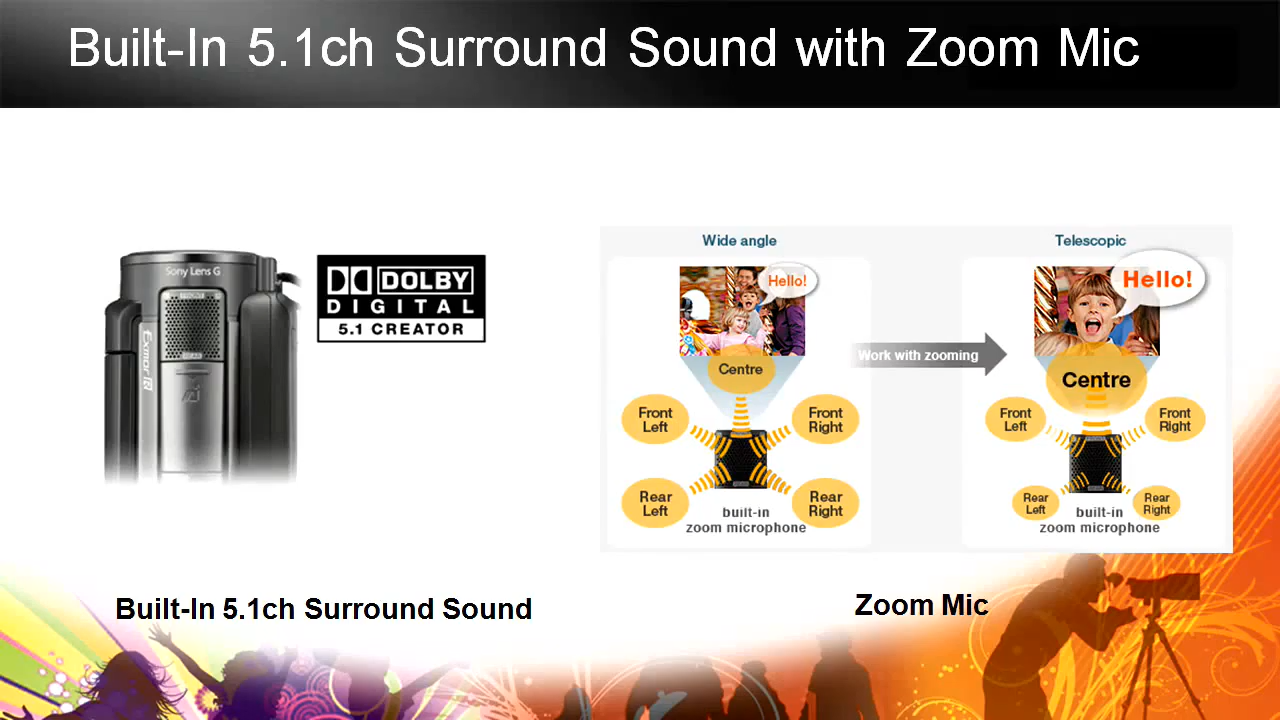 Built-In 5.1ch Surround Sound with Zoom Mic
Sony Lens G
Exmor R
DOLBY
DIGITAL
5.1 CREATOR
Wide angle
Hello!
Centre
Front
Left
Front
Right
Rear
Left
Rear
Right
built-in
zoom microphone
Work with zooming
Telescopic
Hello!
Centre
Front
Left
Front
Right
Rear
Left
Rear
Right
built-in
zoom microphone
Built-In 5.1ch Surround Sound
Zoom Mic